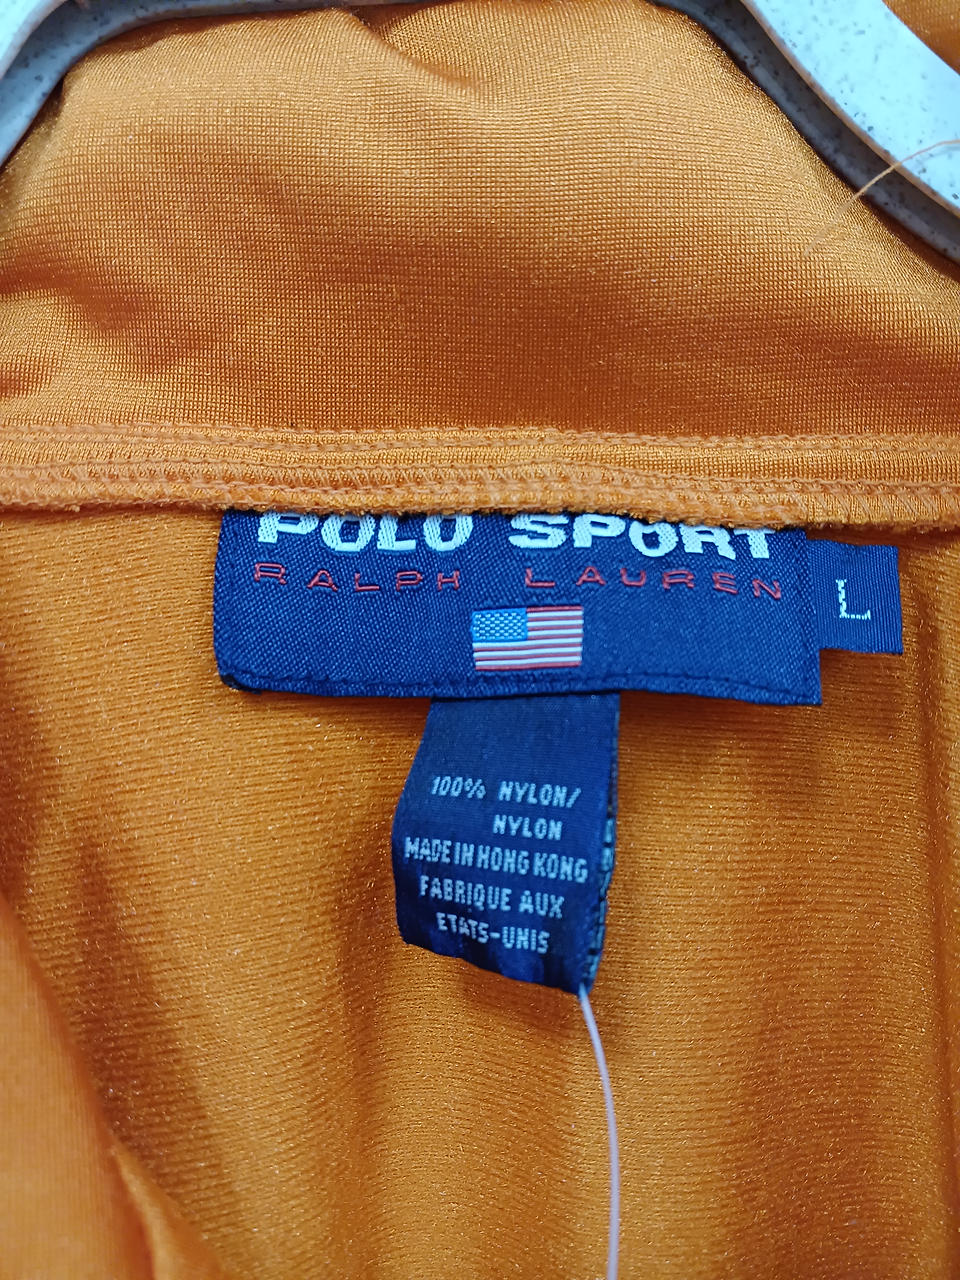 POLO SPORT
RALPH LAUREN
L
100% NYLON/
NYLON
MADE IN HONG KONG
FABRIQUE AUX
ETATS-UNIS